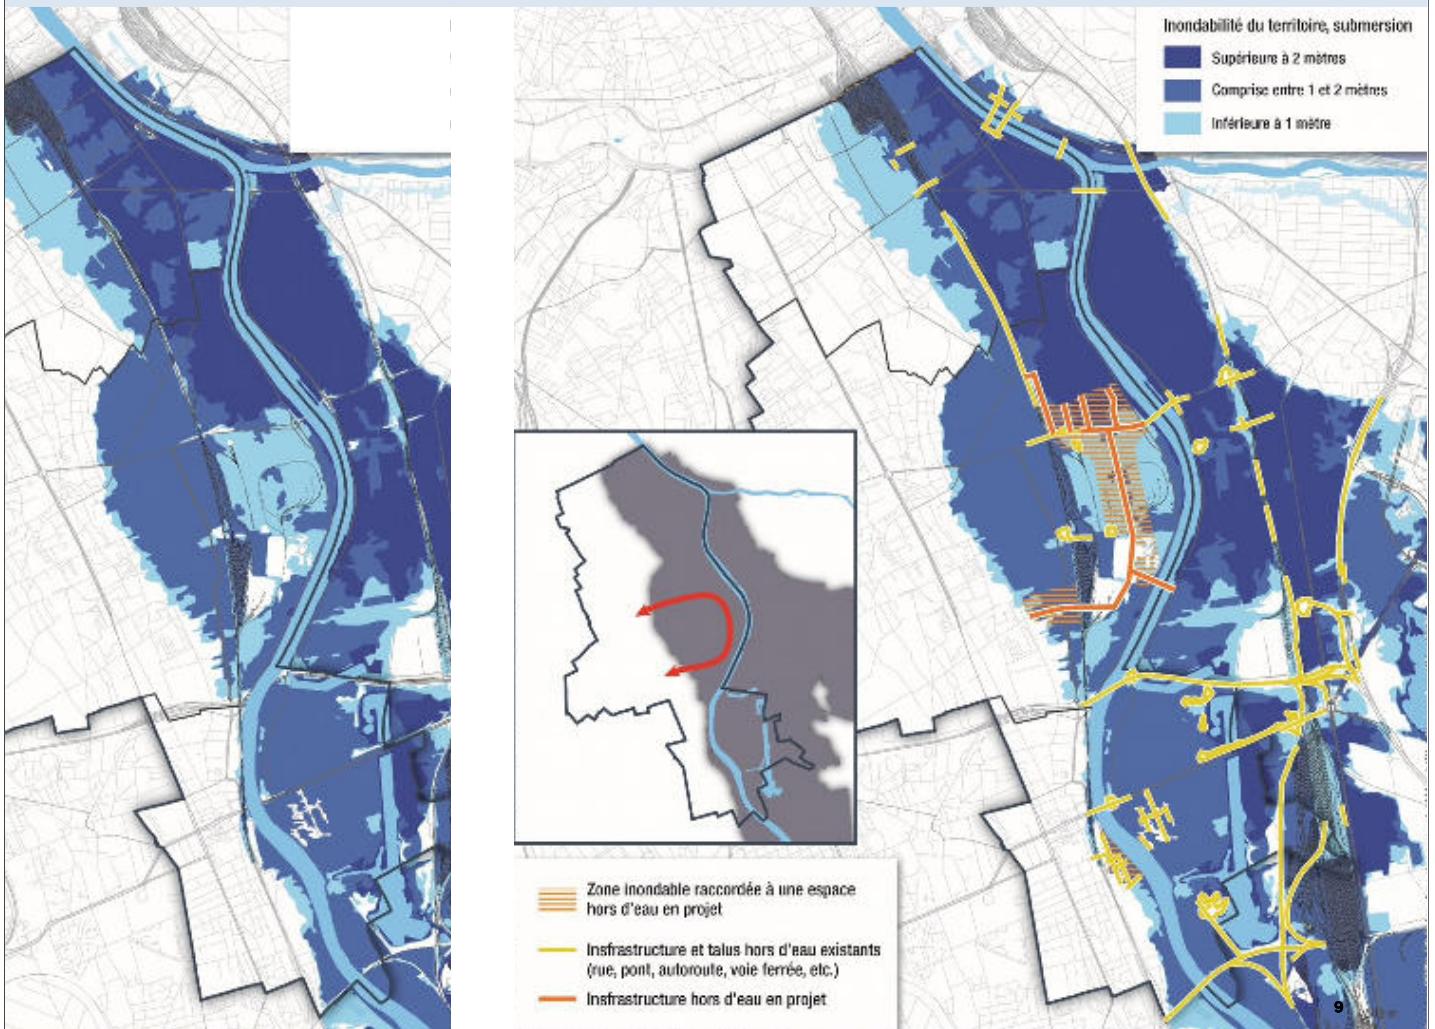 Inondabilité du territoire, submersion
Supérieure à 2 mètres
Comprise entre 1 et 2 mètres
Inférieure à 1 mètre
Zone inondable raccordée à une espace
hors d'eau en projet
Insfrastructure et talus hors d'eau existants
(rue, pont, autoroute, voie ferrée, etc.)
Insfrastructure hors d'eau en projet
9